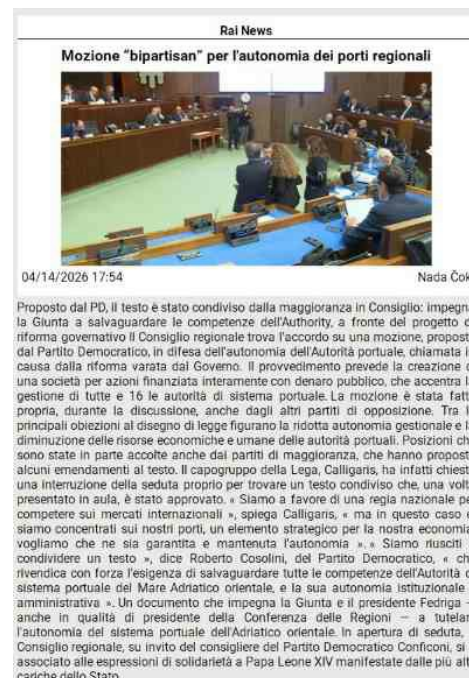 Rai News
Mozione “bipartisan” per l'autonomia dei porti regionali
04/14/2026 17:54
Nada Čok
Proposto dal PD, il testo è stato condiviso dalla maggioranza in Consiglio: impegna
la Giunta a salvaguardare le competenze dell'Authority, a fronte del progetto d
riforma governativo Il Consiglio regionale trova l'accordo su una mozione, propost
dal Partito Democratico, in difesa dell'autonomia dell'Autorità portuale, chiamata i
causa dalla riforma varata dal Governo. Il provvedimento prevede la creazione d
una società per azioni finanziata interamente con denaro pubblico, che accentra l
gestione di tutte e 16 le autorità di sistema portuale. La mozione è stata fatt
propria, durante la discussione, anche dagli altri partiti di opposizione. Tra l
principali obiezioni al disegno di legge figurano la ridotta autonomia gestionale e l
diminuzione delle risorse economiche e umane delle autorità portuali. Posizioni ch
sono state in parte accolte anche dai partiti di maggioranza, che hanno propost
alcuni emendamenti al testo. Il capogruppo della Lega, Calligaris, ha infatti chiest
una interruzione della seduta proprio per trovare un testo condiviso che, una volt
presentato in aula, è stato approvato. « Siamo a favore di una regia nazionale pe
competere sui mercati internazionali », spiega Calligaris, « ma in questo caso c
siamo concentrati sui nostri porti, un elemento strategico per la nostra economia
vogliamo che ne sia garantita e mantenuta l'autonomia ». « Siamo riusciti
condividere un testo », dice Roberto Cosolini, del Partito Democratico, « ch
rivendica con forza l'esigenza di salvaguardare tutte le competenze dell'Autorità d
sistema portuale del Mare Adriatico orientale, e la sua autonomia istituzionale
amministrativa ». Un documento che impegna la Giunta e il presidente Fedriga –
anche in qualità di presidente della Conferenza delle Regioni – a tutelar
l'autonomia del sistema portuale dell'Adriatico orientale. In apertura di seduta,
Consiglio regionale, su invito del consigliere del Partito Democratico Conficoni, si
associato alle espressioni di solidarietà a Papa Leone XIV manifestate dalle più alt
cariche dello Stato